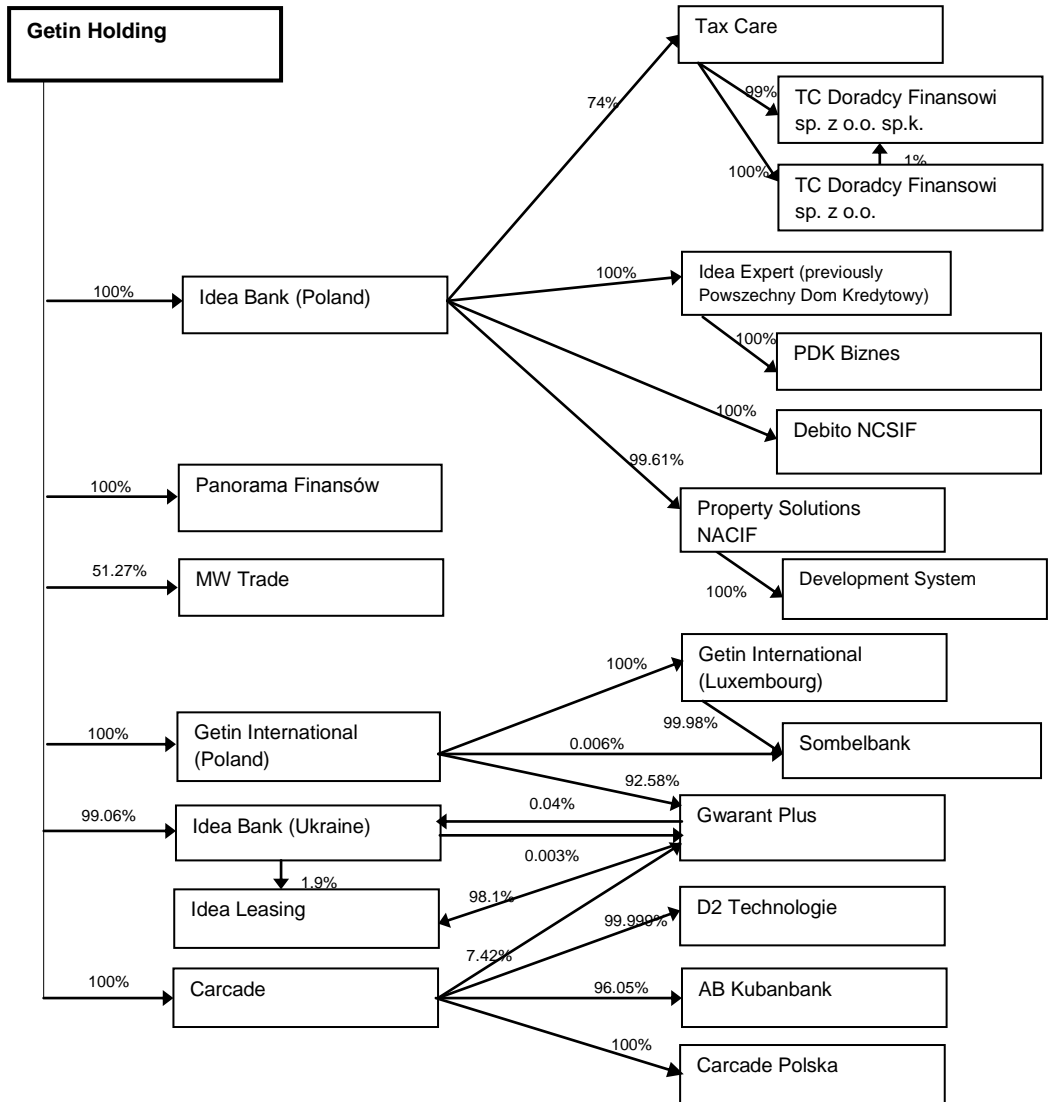 Getin Holding
Tax Care
74%
99%
TC Doradcy Finansowi
sp. z o.o. sp.k.
1%
100%
TC Doradcy Finansowi
sp. z o.o.
100%
Idea Bank (Poland)
100%
Idea Expert (previously
Powszechny Dom Kredytowy)
100%
PDK Biznes
100%
Debito NCSIF
99.61%
Property Solutions
NACIF
100%
Development System
100%
Panorama Finansów
51.27%
MW Trade
100%
Getin International
(Poland)
100%
Getin International
(Luxembourg)
99.98%
0.006%
Sombelbank
92.58%
99.06%
Idea Bank (Ukraine)
0.04%
Gwarant Plus
0.003%
1.9%
Idea Leasing
98.1%
99.999%
D2 Technologie
7.42%
100%
Carcade
96.05%
AB Kubanbank
100%
Carcade Polska